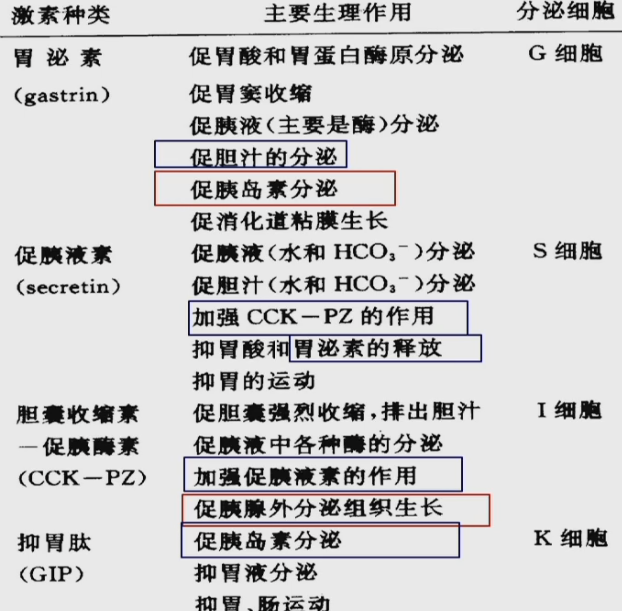 激素种类 主要生理作用 分泌细胞
胃泌素 促胃酸和胃蛋白酶原分泌 G 细胞
(gastrin) 促胃窦收缩
促胰液(主要是酶)分泌
促胆汁的分泌
促胰岛素分泌
促消化道粘膜生长
促胰液素 促胰液(水和 HCO₃⁻)分泌 S 细胞
(secretin) 促胆汁(水和 HCO₃⁻)分泌
加强 CCK－PZ 的作用
抑胃酸和胃泌素的释放
抑胃的运动
胆囊收缩素 促胆囊强烈收缩,排出胆汁 I 细胞
－促胰酶素 促胰液中各种酶的分泌
(CCK－PZ) 加强促胰液素的作用
促胰腺外分泌组织生长
抑胃肽 促胰岛素分泌 K 细胞
(GIP) 抑胃液分泌
抑胃、肠运动